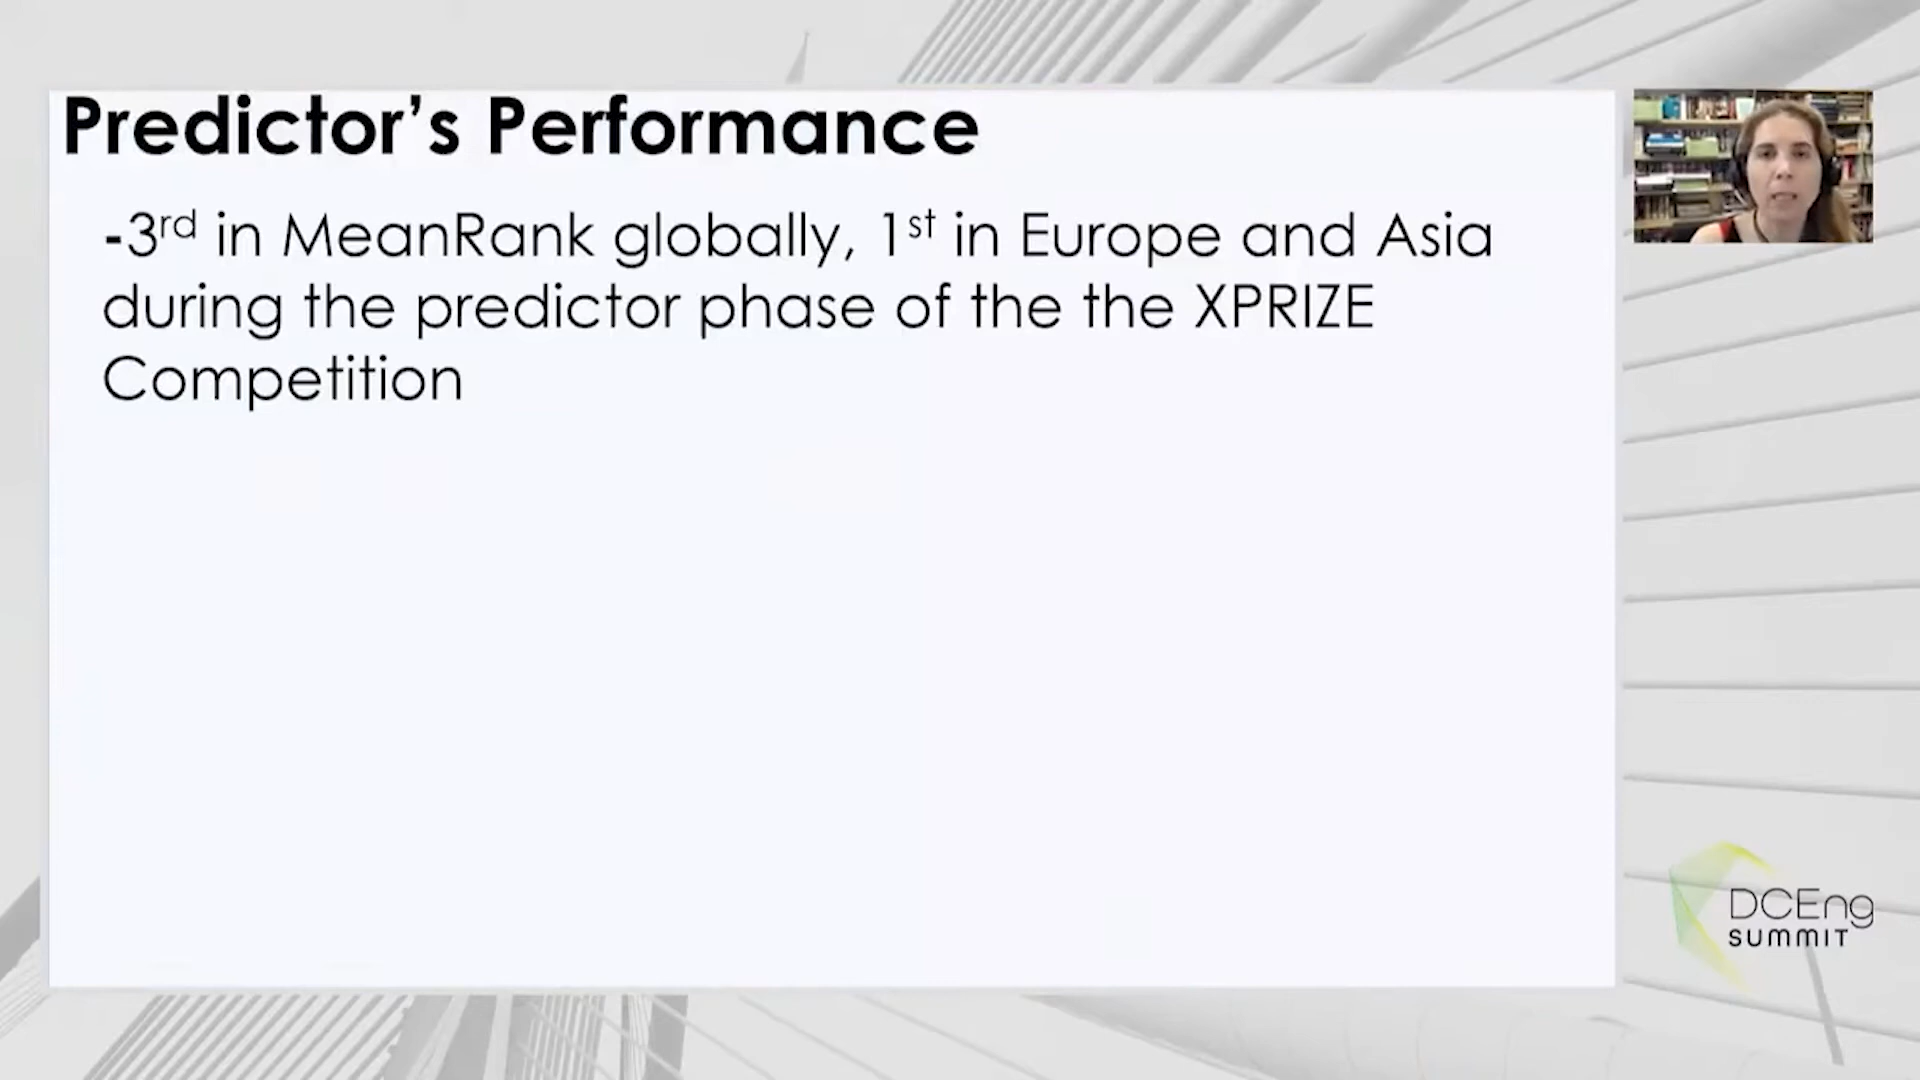 Predictor’s Performance
-3rd in MeanRank globally, 1st in Europe and Asia
during the predictor phase of the the XPRIZE
Competition
DCEng
SUMMIT